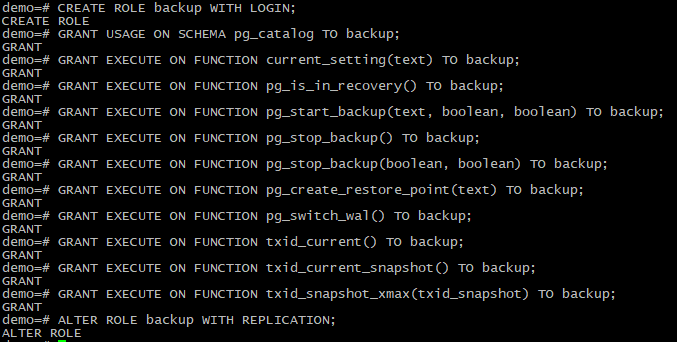 demo=# CREATE ROLE backup WITH LOGIN;
CREATE ROLE
demo=# GRANT USAGE ON SCHEMA pg_catalog TO backup;
GRANT
demo=# GRANT EXECUTE ON FUNCTION current_setting(text) TO backup;
GRANT
demo=# GRANT EXECUTE ON FUNCTION pg_is_in_recovery() TO backup;
GRANT
demo=# GRANT EXECUTE ON FUNCTION pg_start_backup(text, boolean, boolean) TO backup;
GRANT
demo=# GRANT EXECUTE ON FUNCTION pg_stop_backup() TO backup;
GRANT
demo=# GRANT EXECUTE ON FUNCTION pg_stop_backup(boolean, boolean) TO backup;
GRANT
demo=# GRANT EXECUTE ON FUNCTION pg_create_restore_point(text) TO backup;
GRANT
demo=# GRANT EXECUTE ON FUNCTION pg_switch_wal() TO backup;
GRANT
demo=# GRANT EXECUTE ON FUNCTION txid_current() TO backup;
GRANT
demo=# GRANT EXECUTE ON FUNCTION txid_current_snapshot() TO backup;
GRANT
demo=# GRANT EXECUTE ON FUNCTION txid_snapshot_xmax(txid_snapshot) TO backup;
GRANT
demo=# ALTER ROLE backup WITH REPLICATION;
ALTER ROLE